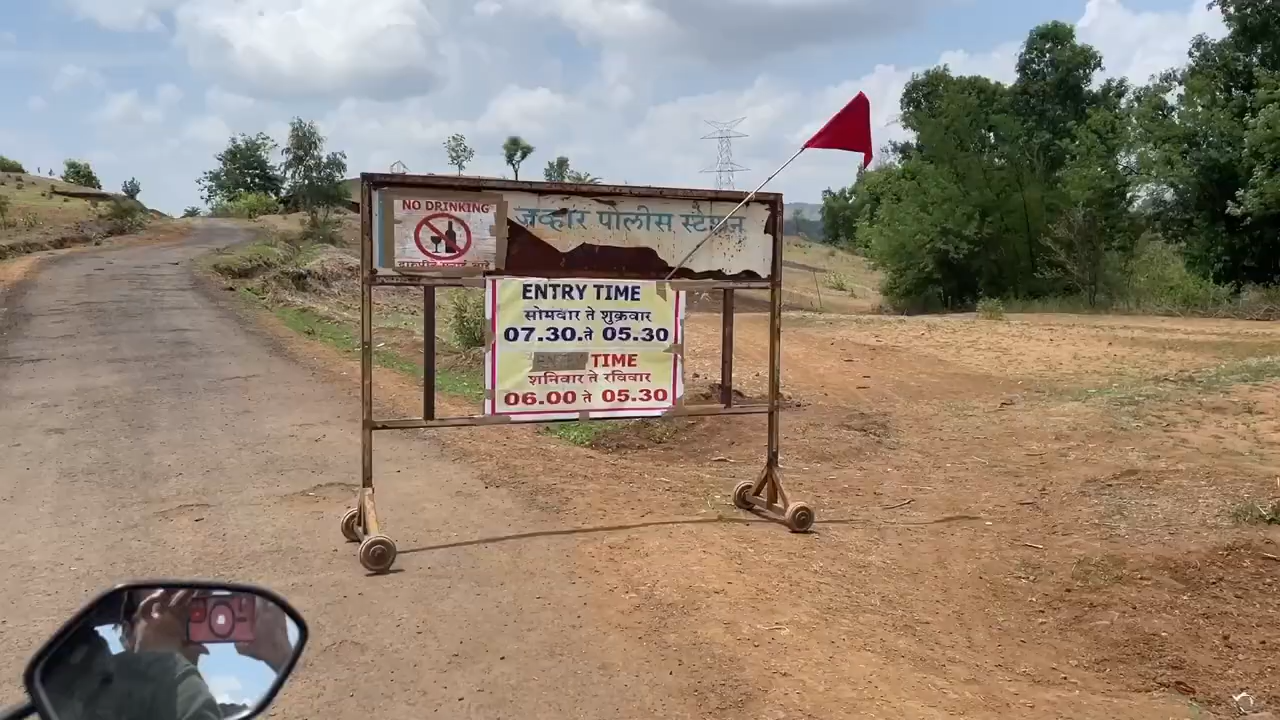 NO DRINKING
जव्हार पोलीस स्टेशन
ENTRY TIME
सोमवार ते शुक्रवार
07.30.ते 05.30
TIME
शनिवार ते रविवार
06.00 ते 05.30